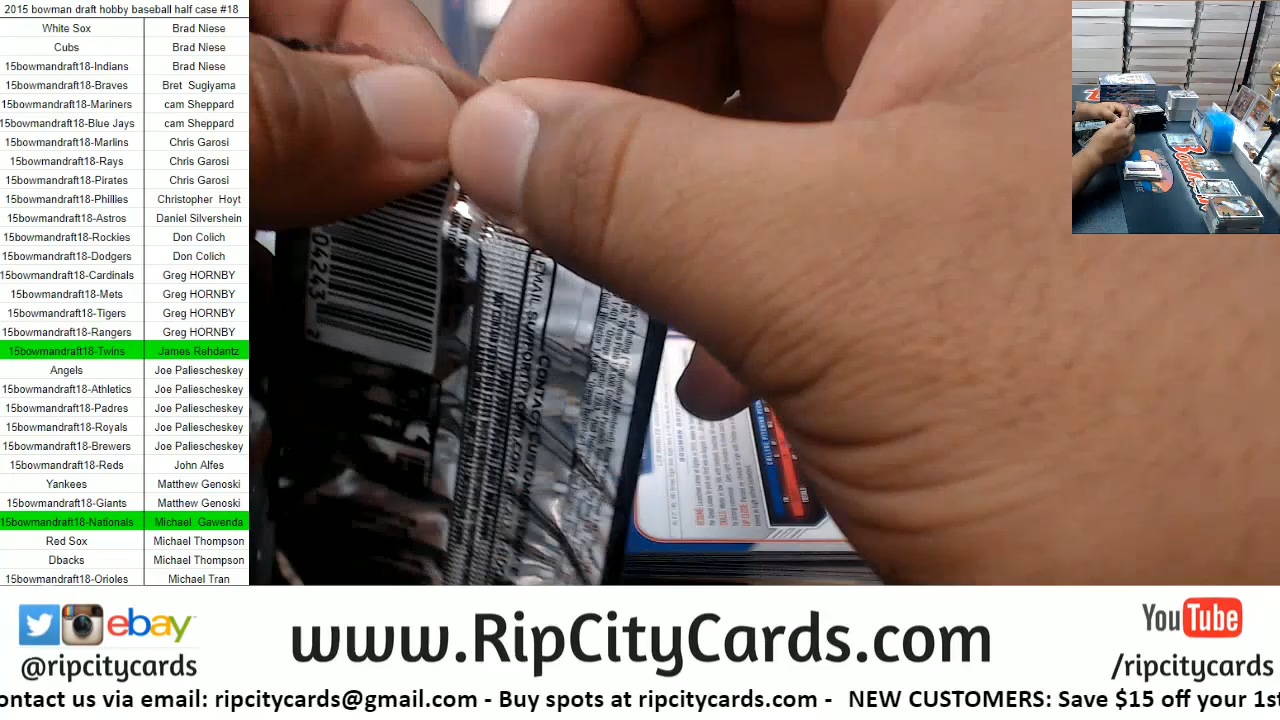 2015 bowman draft hobby baseball half case #18
White Sox Brad Niese
Cubs Brad Niese
15bowmandraft18-Indians Brad Niese
15bowmandraft18-Braves Bret Sugiyama
15bowmandraft18-Mariners cam Sheppard
15bowmandraft18-Blue Jays cam Sheppard
15bowmandraft18-Marlins Chris Garosi
15bowmandraft18-Rays Chris Garosi
15bowmandraft18-Pirates Chris Garosi
15bowmandraft18-Phillies Christopher Hoyt
15bowmandraft18-Astros Daniel Silvershein
15bowmandraft18-Rockies Don Colich
15bowmandraft18-Dodgers Don Colich
15bowmandraft18-Cardinals Greg HORNBY
15bowmandraft18-Mets Greg HORNBY
15bowmandraft18-Tigers Greg HORNBY
15bowmandraft18-Rangers Greg HORNBY
15bowmandraft18-Twins James Rehdantz
Angels Joe Paliescheskey
15bowmandraft18-Athletics Joe Paliescheskey
15bowmandraft18-Padres Joe Paliescheskey
15bowmandraft18-Royals Joe Paliescheskey
15bowmandraft18-Brewers Joe Paliescheskey
15bowmandraft18-Reds John Alfes
Yankees Matthew Genoski
15bowmandraft18-Giants Matthew Genoski
15bowmandraft18-Nationals Michael Gawenda
Red Sox Michael Thompson
Dbacks Michael Thompson
15bowmandraft18-Orioles Michael Tran
04243
EMAIL SUPPORT
CONTACT
ebay
@ripcitycards
www.RipCityCards.com
YouTube
/ripcitycards
ontact us via email: ripcitycards@gmail.com - Buy spots at ripcitycards.com - NEW CUSTOMERS: Save $15 off your 1st